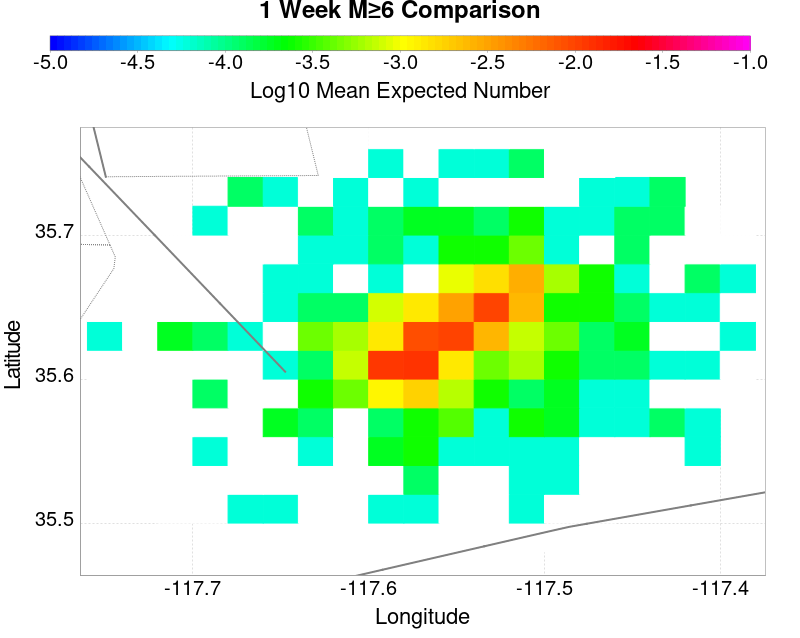 1 Week M≥6 Comparison
-5.0 -4.5 -4.0 -3.5 -3.0 -2.5 -2.0 -1.5 -1.0
Log10 Mean Expected Number
35.7
35.6
35.5
Latitude
-117.7 -117.6 -117.5 -117.4
Longitude